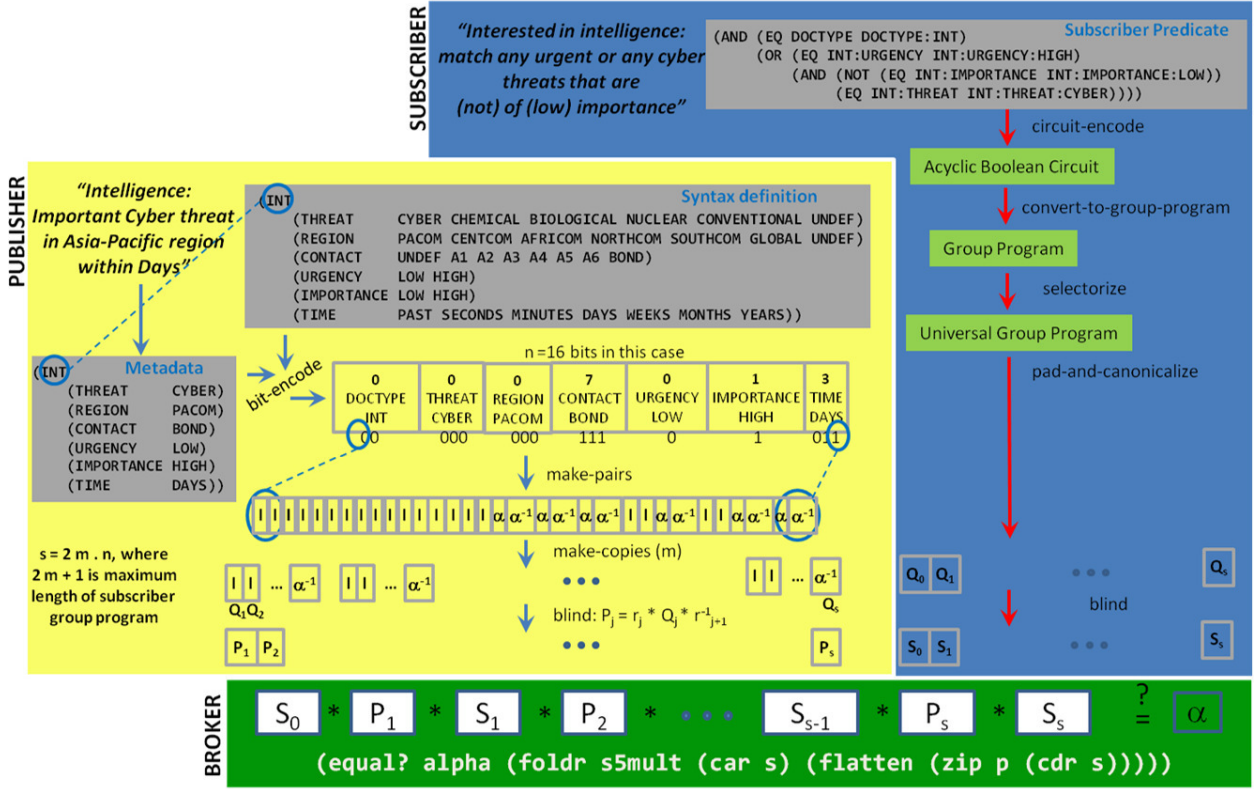 SUBSCRIBER
“Interested in intelligence:
match any urgent or any cyber
threats that are
(not) of (low) importance”
Subscriber Predicate
(AND (EQ DOCTYPE DOCTYPE:INT)
(OR (EQ INT:URGENCY INT:URGENCY:HIGH)
(AND (NOT (EQ INT:IMPORTANCE INT:IMPORTANCE:LOW))
(EQ INT:THREAT INT:THREAT:CYBER))))
circuit-encode
Acyclic Boolean Circuit
convert-to-group-program
Group Program
selectorize
Universal Group Program
pad-and-canonicalize
Q0 Q1 ••• Qs
blind
S0 S1 ••• Ss
PUBLISHER
“Intelligence:
Important Cyber threat
in Asia-Pacific region
within Days”
Syntax definition
(INT
(THREAT CYBER CHEMICAL BIOLOGICAL NUCLEAR CONVENTIONAL UNDEF)
(REGION PACOM CENTCOM AFRICOM NORTHCOM SOUTHCOM GLOBAL UNDEF)
(CONTACT UNDEF A1 A2 A3 A4 A5 A6 BOND)
(URGENCY LOW HIGH)
(IMPORTANCE LOW HIGH)
(TIME PAST SECONDS MINUTES DAYS WEEKS MONTHS YEARS))
Metadata
(INT
(THREAT CYBER)
(REGION PACOM)
(CONTACT BOND)
(URGENCY LOW)
(IMPORTANCE HIGH)
(TIME DAYS))
bit-encode
n =16 bits in this case
0 0 0 7 0 1 3
DOCTYPE THREAT REGION CONTACT URGENCY IMPORTANCE TIME
INT CYBER PACOM BOND LOW HIGH DAYS
00 000 000 111 0 1 011
make-pairs
I I I I I I I I I I I I I I I I α α⁻¹ α α⁻¹ α α⁻¹ I I α α⁻¹ I I α α⁻¹ α α⁻¹
make-copies (m)
s = 2 m . n, where
2 m + 1 is maximum
length of subscriber
group program
I I ... α⁻¹ I I ... α⁻¹ ••• I I ... α⁻¹
Q1Q2 Qs
blind: Pj = rj * Qj * r⁻¹j+1
P1 P2 ••• Ps
BROKER
S0 * P1 * S1 * P2 * ••• Ss-1 * Ps * Ss ?= α
(equal? alpha (foldr s5mult (car s) (flatten (zip p (cdr s)))))